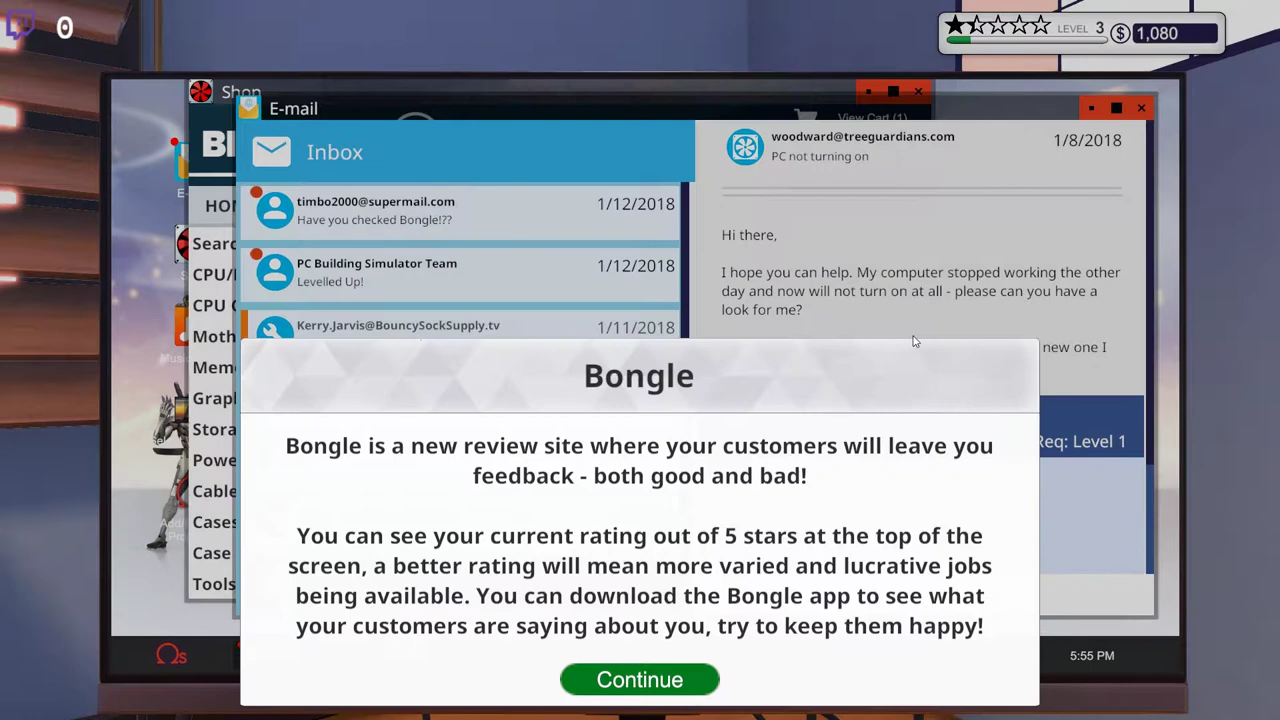 0
LEVEL 3
$ 1,080
Shop
E-mail
View Cart (1)
Inbox
woodward@treeguardians.com
1/8/2018
PC not turning on
timbo2000@supermail.com
1/12/2018
Have you checked Bongle!??
Hi there,
PC Building Simulator Team
1/12/2018
Levelled Up!
I hope you can help. My computer stopped working the other
day and now will not turn on at all - please can you have a
look for me?
Kerry.Jarvis@BouncySockSupply.tv
1/11/2018
new one I
Req: Level 1
HO
Sear
CPU/
CPU C
Moth
Mem
Grap
Stora
Powe
Cable
Cases
Case
Tools
Bongle
Bongle is a new review site where your customers will leave you
feedback - both good and bad!
You can see your current rating out of 5 stars at the top of the
screen, a better rating will mean more varied and lucrative jobs
being available. You can download the Bongle app to see what
your customers are saying about you, try to keep them happy!
Continue
5:55 PM